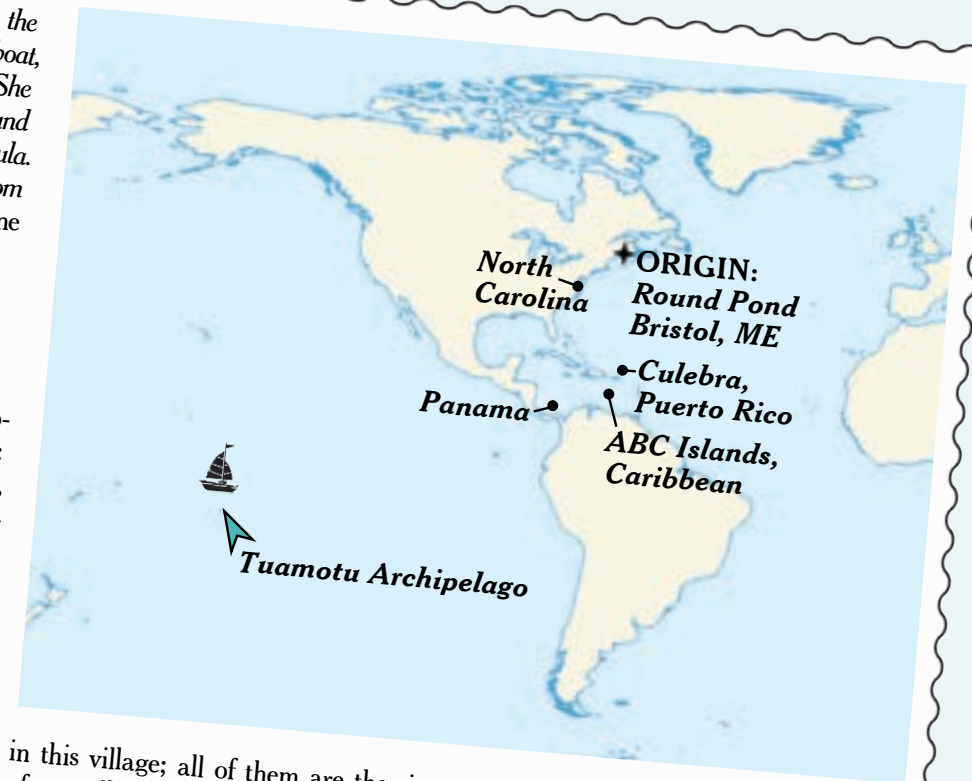 the
boat,
She
and
om
ne
North
Carolina
ORIGIN:
Round Pond
Bristol, ME
Culebra,
Puerto Rico
Panama
ABC Islands,
Caribbean
Tuamotu Archipelago
in this village; all of them are the